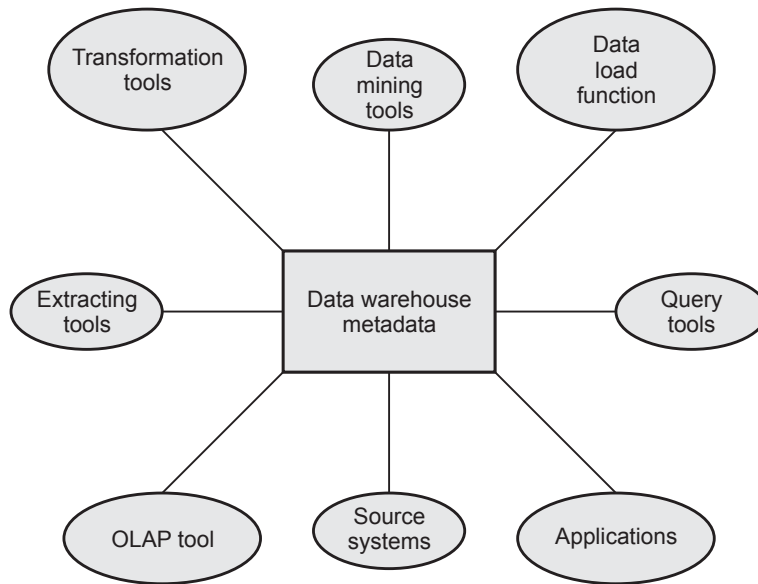 Transformation
tools
Data
mining
tools
Data
load
function
Extracting
tools
Data warehouse
metadata
Query
tools
OLAP tool
Source
systems
Applications